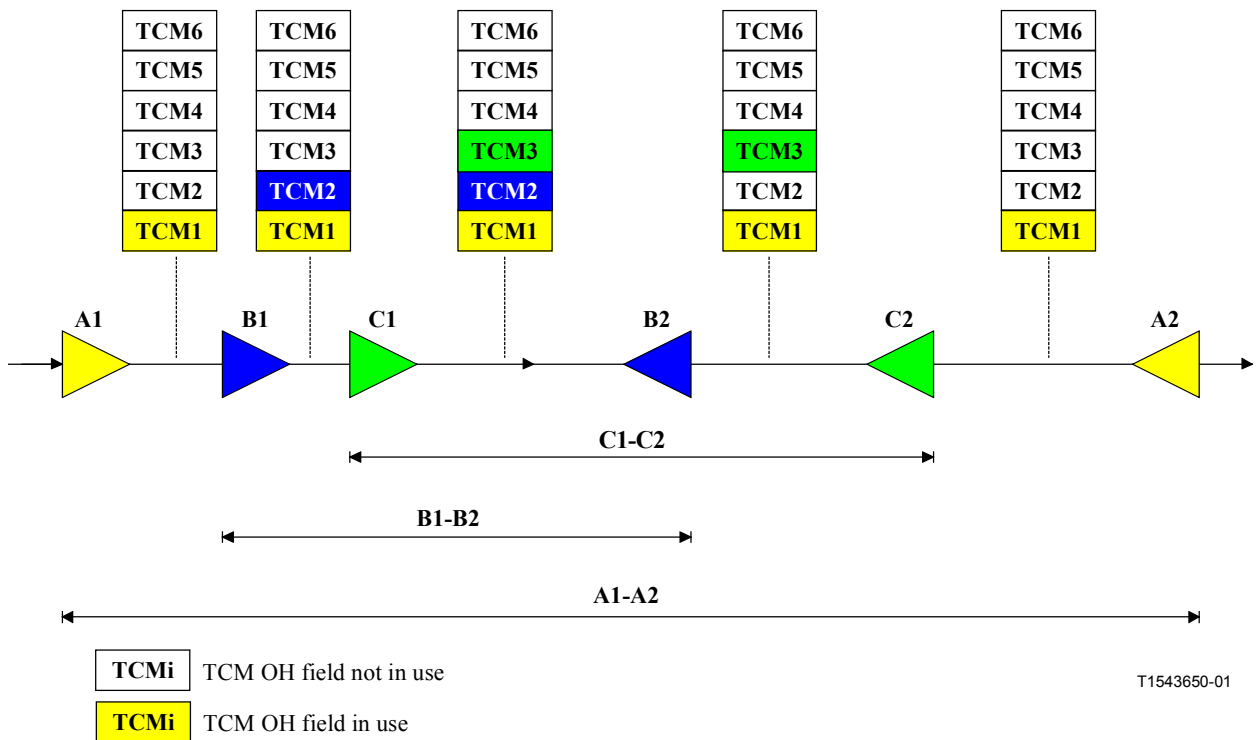 TCM6 TCM6 TCM6 TCM6 TCM6
TCM5 TCM5 TCM5 TCM5 TCM5
TCM4 TCM4 TCM4 TCM4 TCM4
TCM3 TCM3 TCM3 TCM3 TCM3
TCM2 TCM2 TCM2 TCM2 TCM2
TCM1 TCM1 TCM1 TCM1 TCM1
A1 B1 C1 B2 C2 A2
C1-C2
B1-B2
A1-A2
TCMi TCM OH field not in use
T1543650-01
TCMi TCM OH field in use